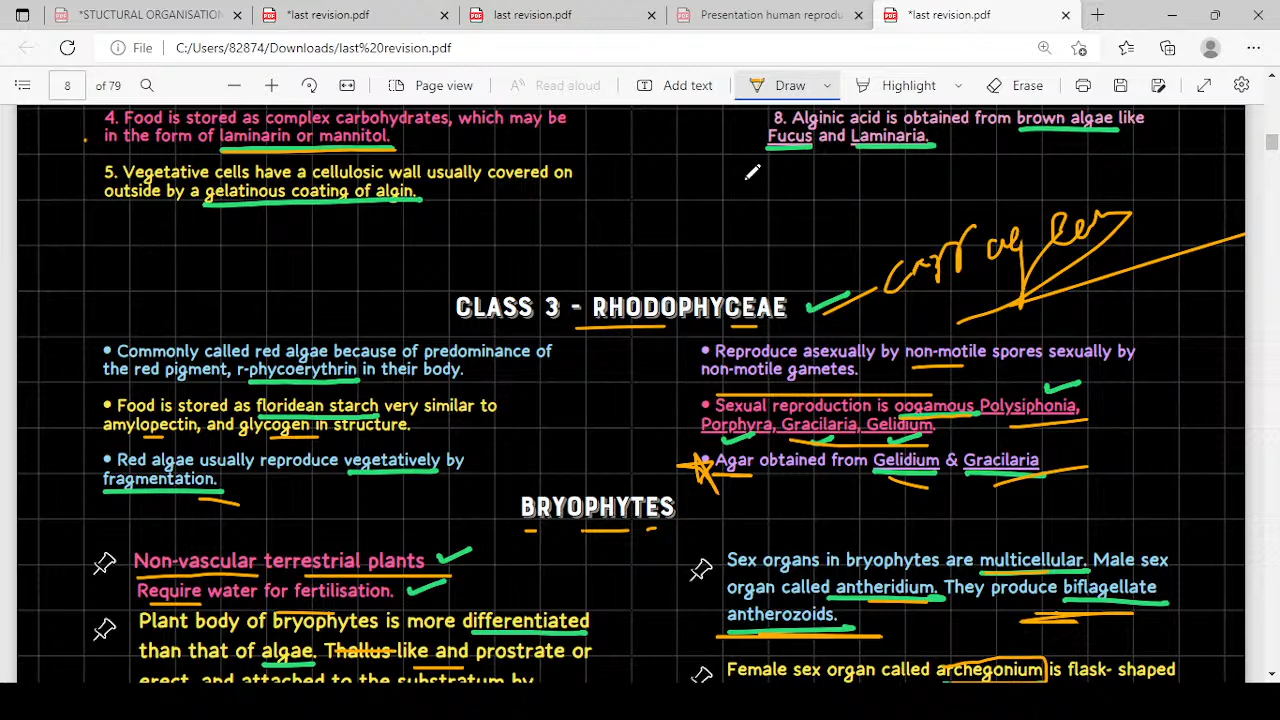 *STUCTURAL ORGANISATION
*last revision.pdf
last revision.pdf
Presentation human reprodu
*last revision.pdf
File
C:/Users/82874/Downloads/last%20revision.pdf
8
of 79
Page view
Read aloud
Add text
Draw
Highlight
Erase
4. Food is stored as complex carbohydrates, which may be
in the form of laminarin or mannitol.
5. Vegetative cells have a cellulosic wall usually covered on
outside by a gelatinous coating of algin.
8. Alginic acid is obtained from brown algae like
Fucus and Laminaria.
CLASS 3 - RHODOPHYCEAE
• Commonly called red algae because of predominance of
the red pigment, r-phycoerythrin in their body.
• Food is stored as floridean starch very similar to
amylopectin, and glycogen in structure.
• Red algae usually reproduce vegetatively by
fragmentation.
• Reproduce asexually by non-motile spores sexually by
non-motile gametes.
• Sexual reproduction is oogamous Polysiphonia,
Porphyra, Gracilaria, Gelidium.
• Agar obtained from Gelidium & Gracilaria
BRYOPHYTES
Non-vascular terrestrial plants
Require water for fertilisation.
Plant body of bryophytes is more differentiated
than that of algae. Thallus like and prostrate or
erect, and attached to the substratum by
Sex organs in bryophytes are multicellular. Male sex
organ called antheridium. They produce biflagellate
antherozoids.
Female sex organ called archegonium is flask- shaped